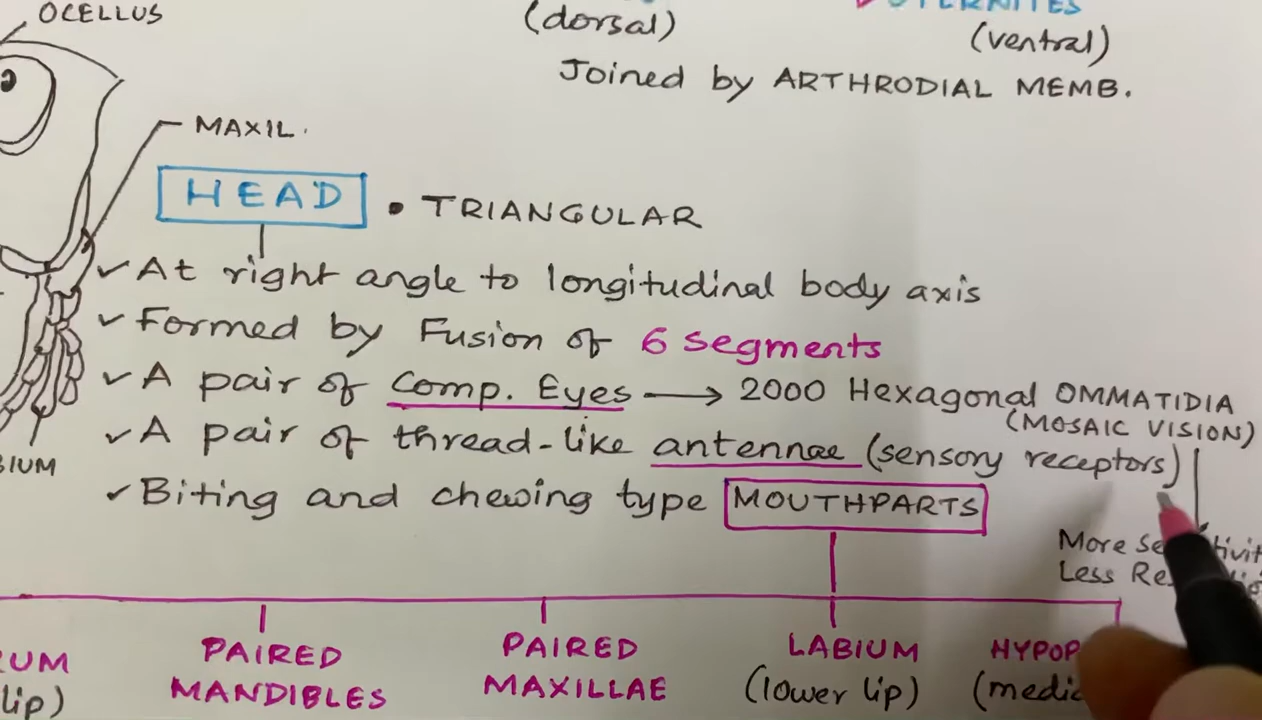 OCELLUS
(dorsal)
(ventral)
Joined by ARTHRODIAL MEMB.
MAXIL.
HEAD • TRIANGULAR
✓ At right angle to longitudinal body axis
✓ Formed by Fusion of 6 segments
✓ A pair of Comp. Eyes → 2000 Hexagonal OMMATIDIA
(MOSAIC VISION)
✓ A pair of thread-like antennae (sensory receptors)
✓ Biting and chewing type MOUTHPARTS
More
Less
PAIRED MANDIBLES
PAIRED MAXILLAE
LABIUM
(lower lip)
lip)